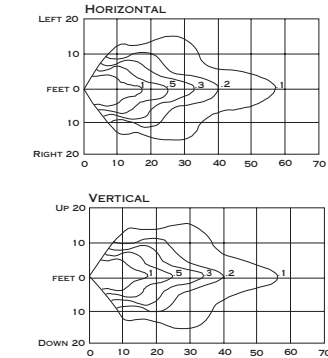 HORIZONTAL
LEFT 20
10
FEET 0
1 .5 .3 .2 .1
10
RIGHT 20
0 10 20 30 40 50 60 70
VERTICAL
UP 20
10
FEET 0
1 .5 .3 .2 .1
10
DOWN 20
0 10 20 30 40 50 60 70